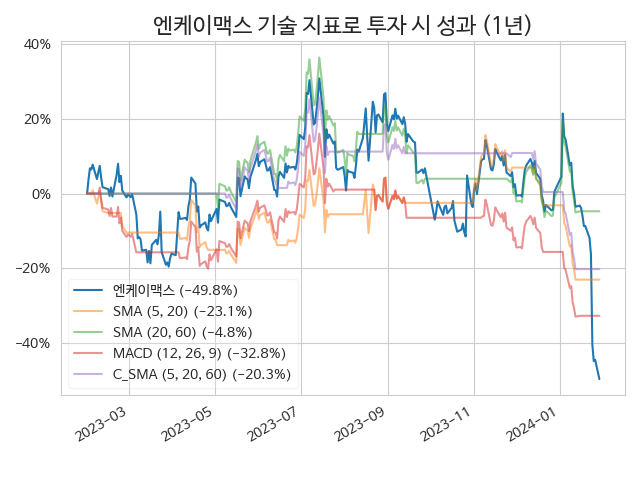 엔케이맥스 기술 지표로 투자 시 성과 (1년)
40%
20%
0%
−20%
−40%
엔케이맥스 (−49.8%)
SMA (5, 20) (−23.1%)
SMA (20, 60) (−4.8%)
MACD (12, 26, 9) (−32.8%)
C_SMA (5, 20, 60) (−20.3%)
2023−03
2023−05
2023−07
2023−09
2023−11
2024−01